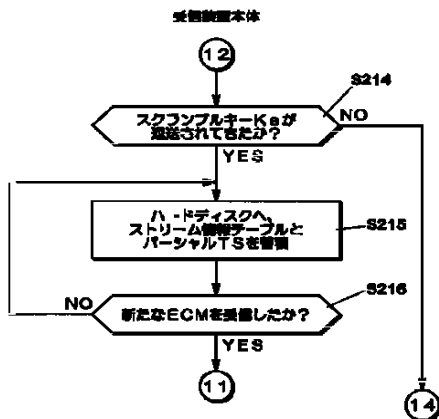 受信装置本体
12
S214
スクランブルキーKsが
返送されてきたか?
NO
YES
ハードディスクへ、
ストリーム情報テーブルと
パーシャルTSを蓄積
S215
S216
新たなECMを受信したか?
NO
YES
11
14